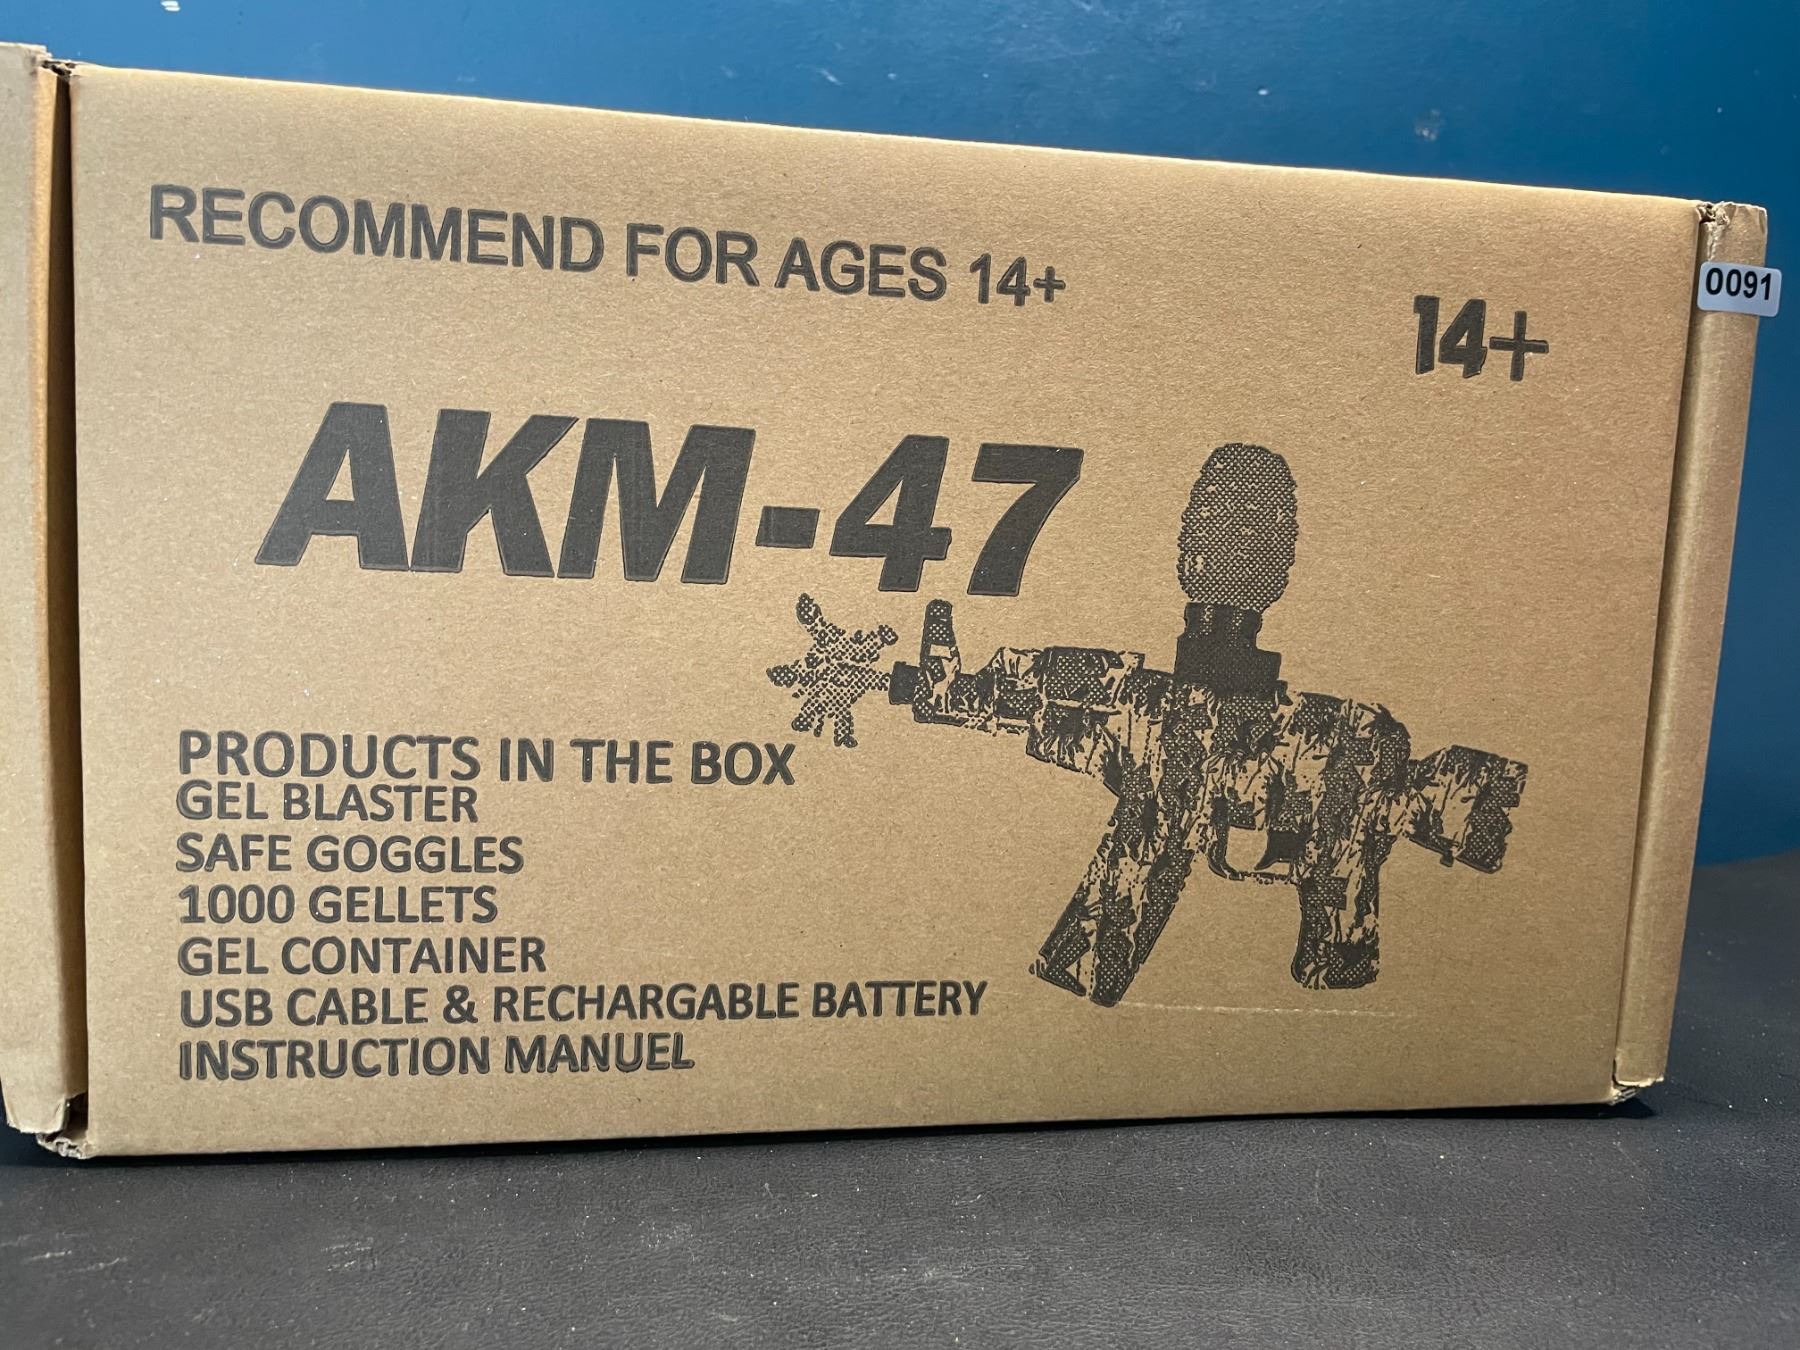 RECOMMEND FOR AGES 14+
14+
0091
AKM-47
PRODUCTS IN THE BOX
GEL BLASTER
SAFE GOGGLES
1000 GELLETS
GEL CONTAINER
USB CABLE & RECHARGABLE BATTERY
INSTRUCTION MANUEL